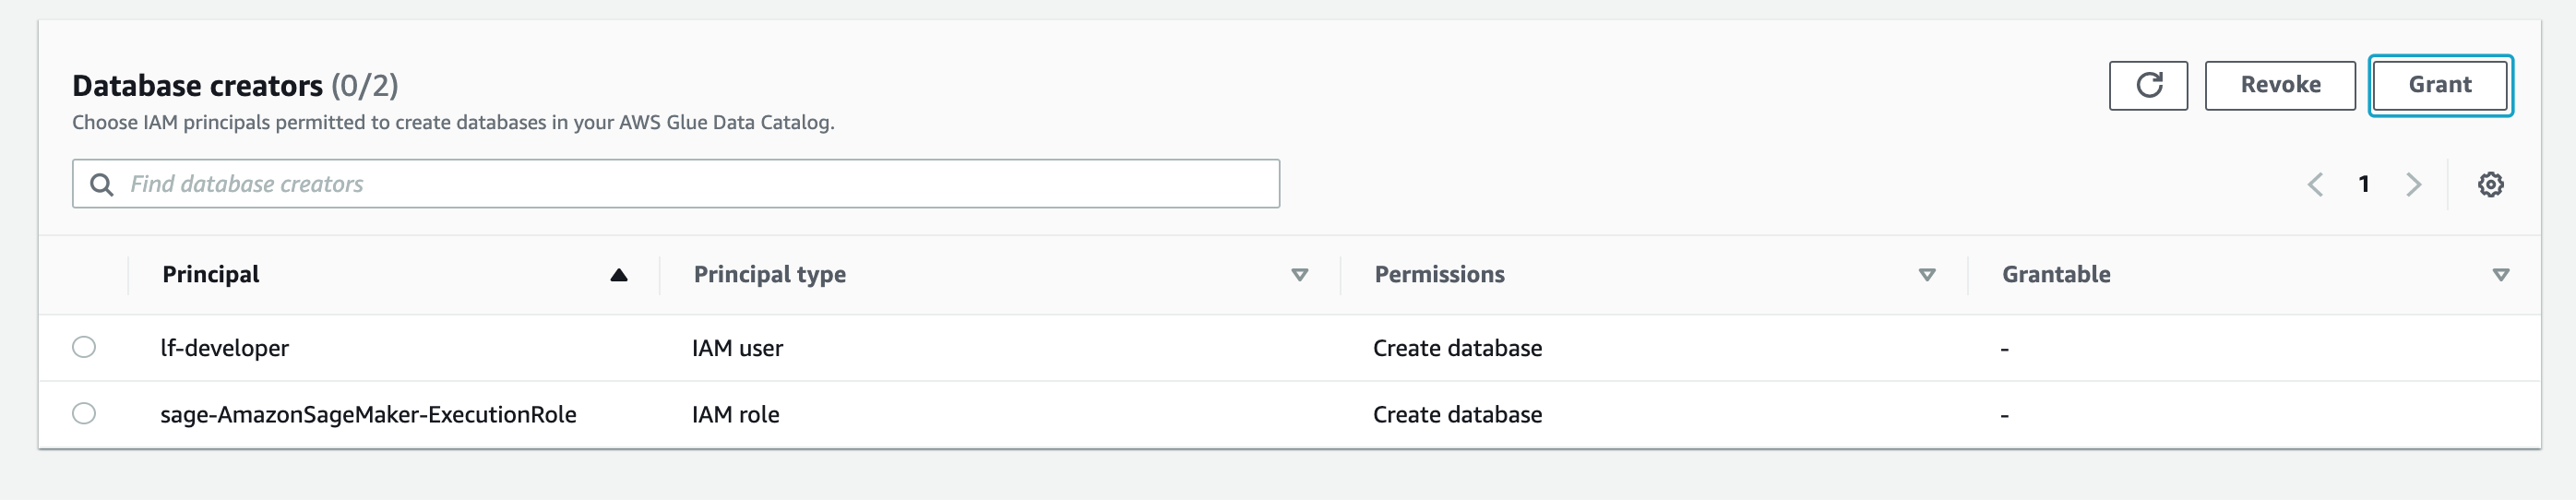 Database creators (0/2)
Choose IAM principals permitted to create databases in your AWS Glue Data Catalog.
Revoke
Grant
Find database creators
1
Principal Principal type Permissions Grantable
lf-developer IAM user Create database -
sage-AmazonSageMaker-ExecutionRole IAM role Create database -